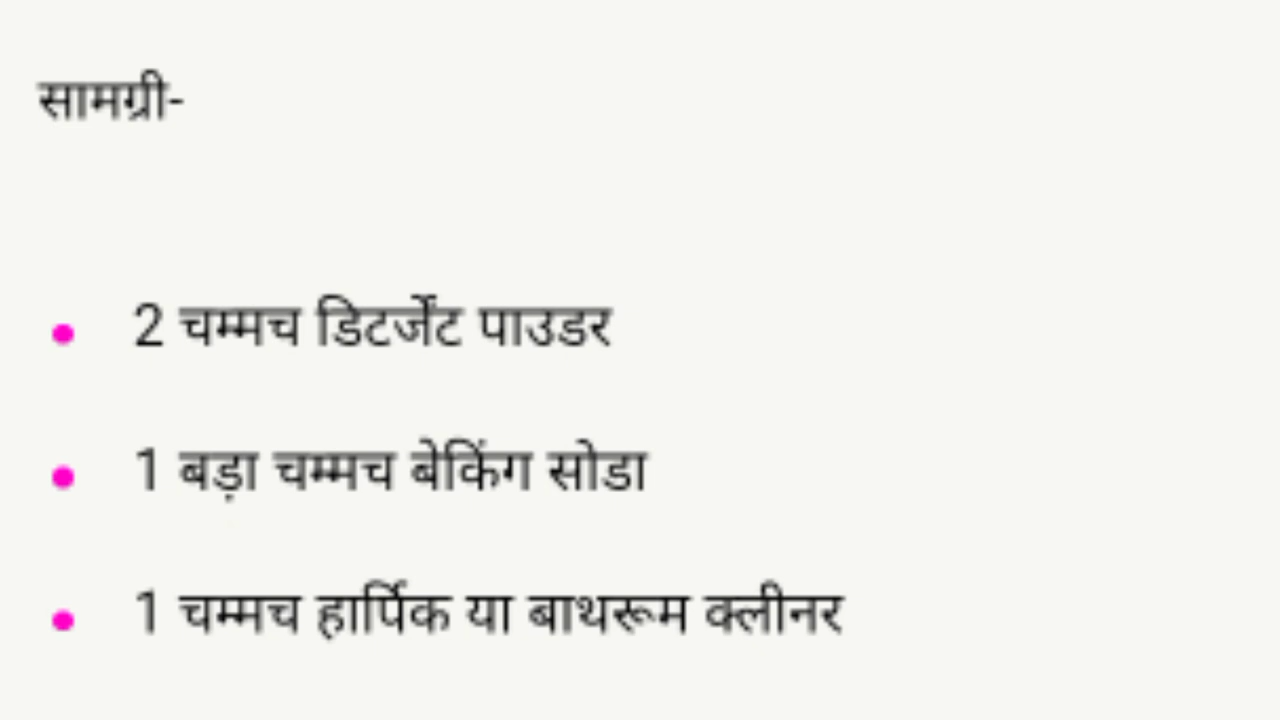 सामग्री-
• 2 चम्मच डिटर्जेंट पाउडर
• 1 बड़ा चम्मच बेकिंग सोडा
• 1 चम्मच हार्पिक या बाथरूम क्लीनर